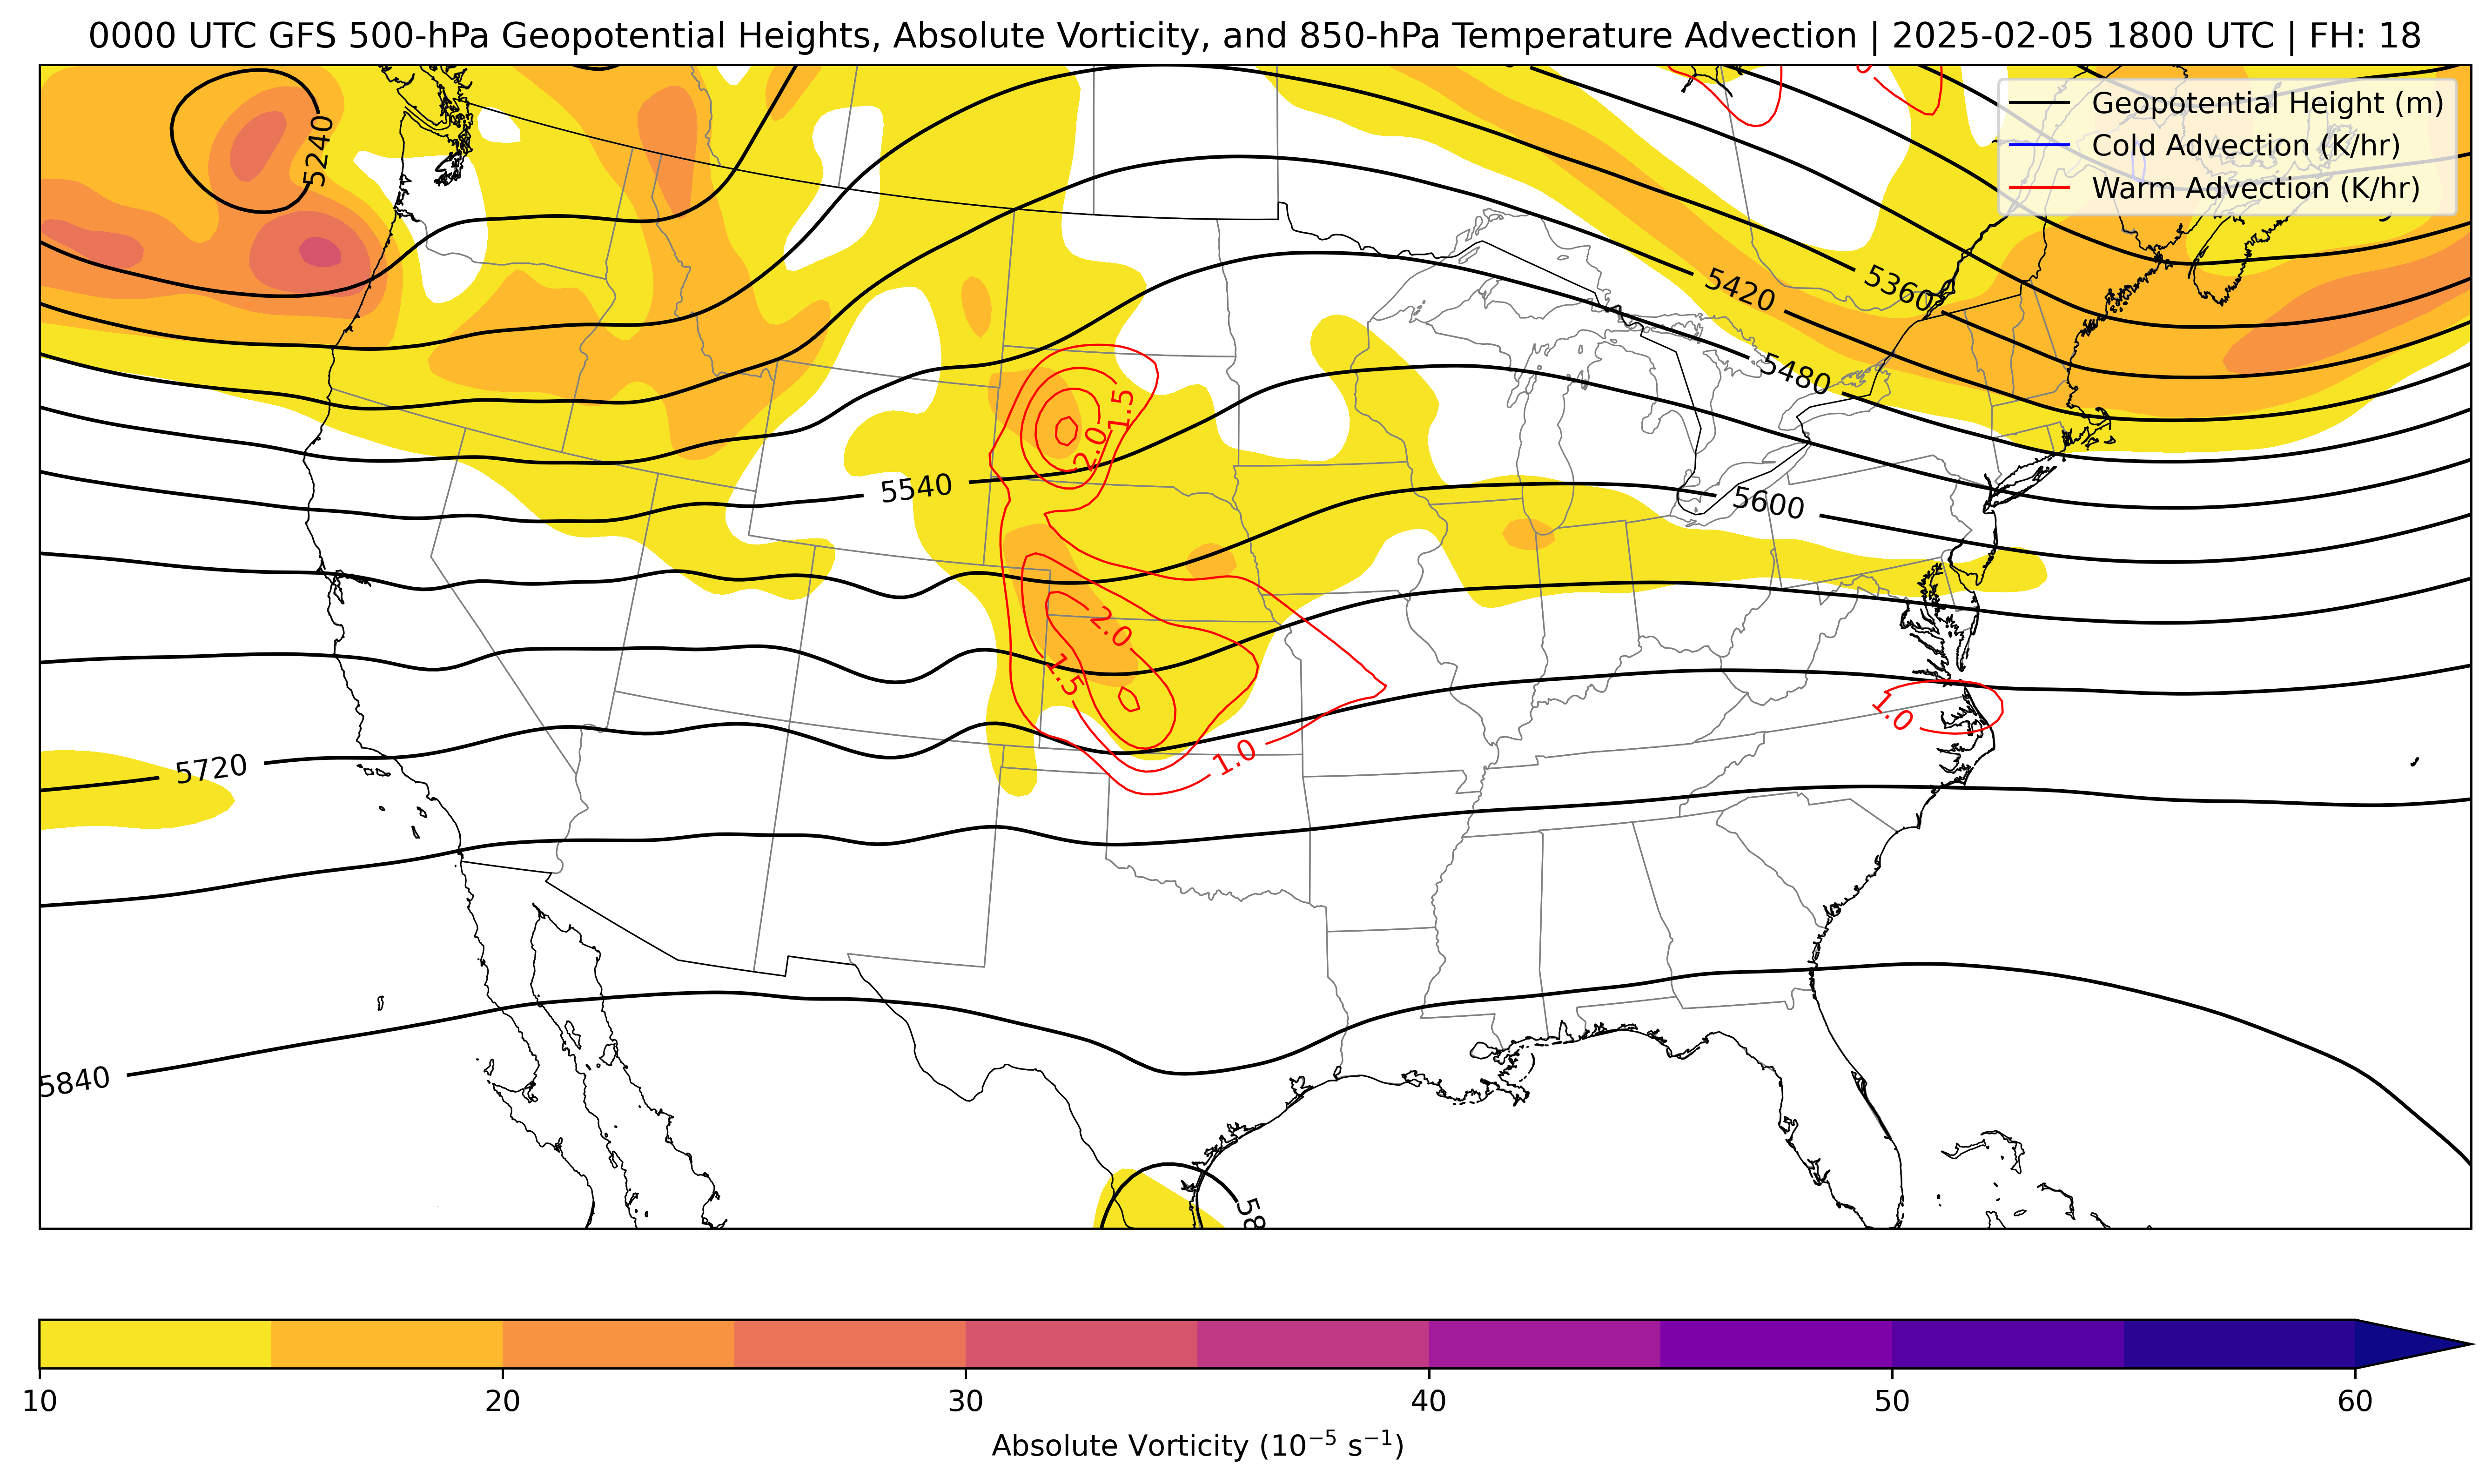 0000 UTC GFS 500-hPa Geopotential Heights, Absolute Vorticity, and 850-hPa Temperature Advection | 2025-02-05 1800 UTC | FH: 18
Geopotential Height (m)
Cold Advection (K/hr)
Warm Advection (K/hr)
5240
5360
5420
5480
1.5
2.0
5540
5600
2.0
1.5
1.0
1.0
5720
5840
58
10 20 30 40 50 60
Absolute Vorticity (10⁻⁵ s⁻¹)